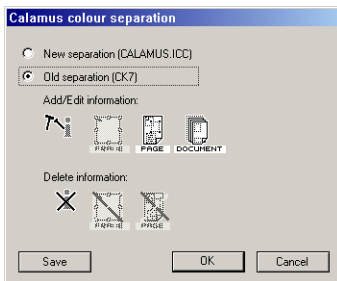 Calamus colour separation
New separation (CALAMUS.ICC)
Old separation (CK7)
Add/Edit information:
FRAME PAGE DOCUMENT
Delete information:
FRAME PAGE
Save OK Cancel